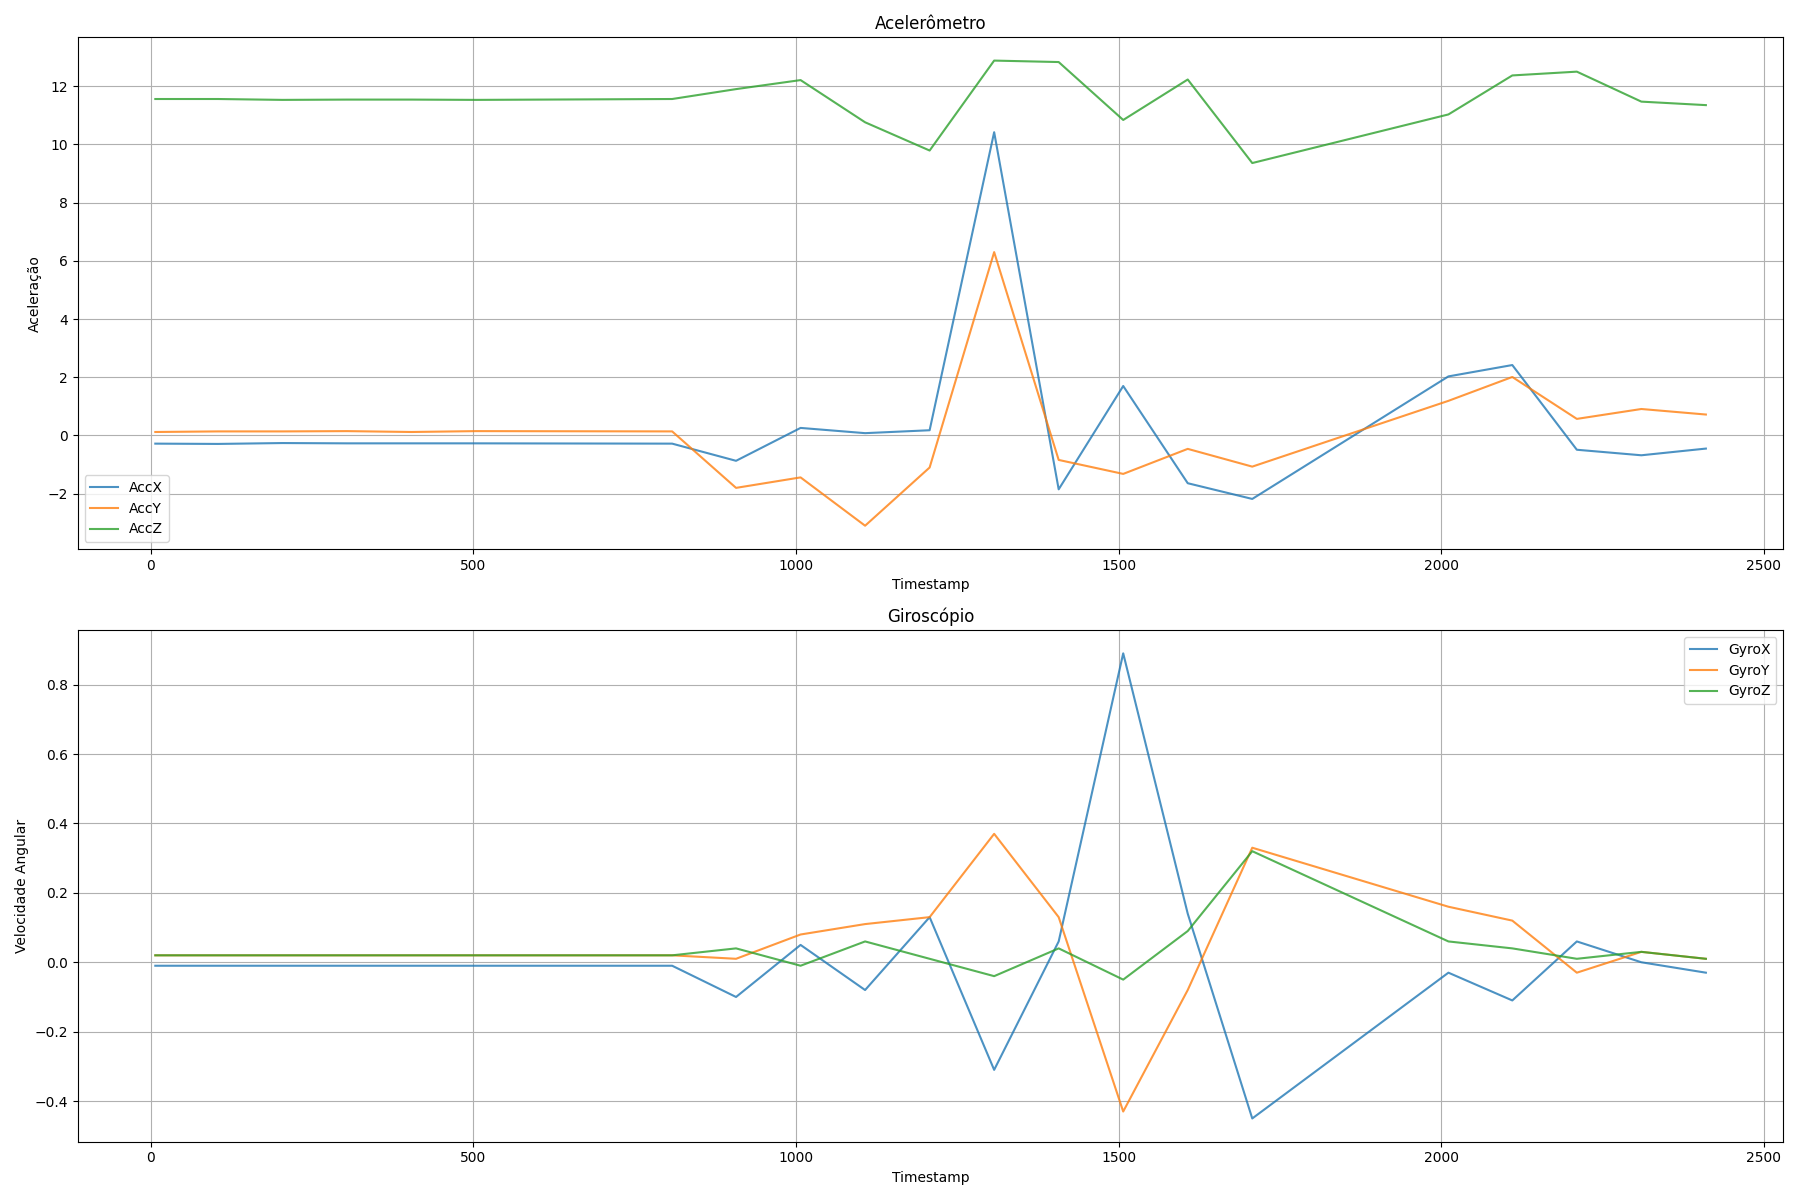 Acelerômetro
12
10
8
6
4
2
0
−2
Aceleração
AccX
AccY
AccZ
0 500 1000 1500 2000 2500
Timestamp
Giroscópio
0.8
0.6
0.4
0.2
0.0
−0.2
−0.4
Velocidade Angular
GyroX
GyroY
GyroZ
0 500 1000 1500 2000 2500
Timestamp